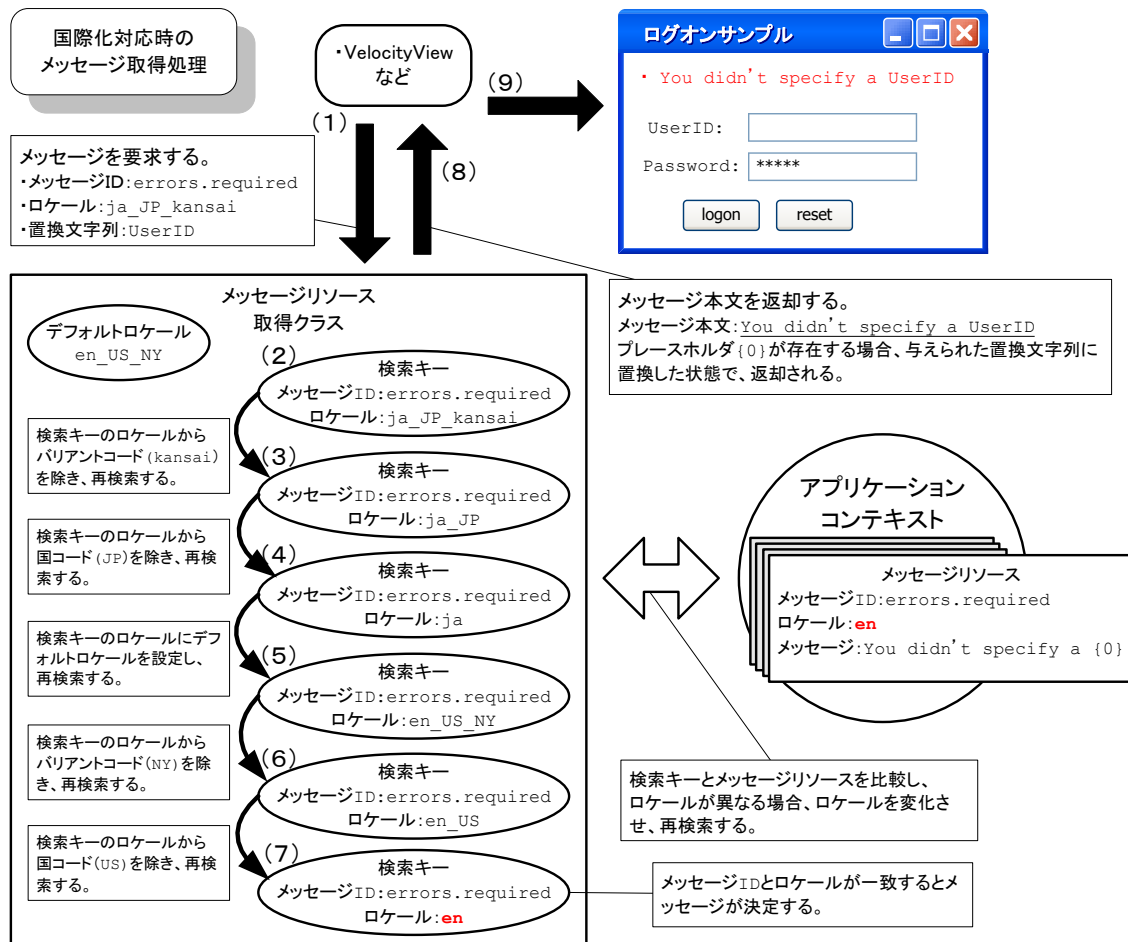 国際化対応時の
メッセージ取得処理
・VelocityView
など
(1)
(8)
(9)
ログオンサンプル
・You didn't specify a UserID
UserID:
Password:
*****
logon
reset
メッセージを要求する。
・メッセージID:errors.required
・ロケール:ja_JP_kansai
・置換文字列:UserID
メッセージ本文を返却する。
メッセージ本文:You didn't specify a UserID
プレースホルダ{0}が存在する場合、与えられた置換文字列に
置換した状態で、返却される。
メッセージリソース
取得クラス
デフォルトロケール
en_US_NY
(2)
検索キー
メッセージID:errors.required
ロケール:ja_JP_kansai
検索キーのロケールから
バリアントコード(kansai)
を除き、再検索する。
(3)
検索キー
メッセージID:errors.required
ロケール:ja_JP
検索キーのロケールから
国コード(JP)を除き、再検
索する。
(4)
検索キー
メッセージID:errors.required
ロケール:ja
検索キーのロケールにデフ
ォルトロケールを設定し、
再検索する。
(5)
検索キー
メッセージID:errors.required
ロケール:en_US_NY
検索キーのロケールから
バリアントコード(NY)を除
き、再検索する。
(6)
検索キー
メッセージID:errors.required
ロケール:en_US
検索キーのロケールから
国コード(US)を除き、再検
索する。
(7)
検索キー
メッセージID:errors.required
ロケール:en
アプリケーション
コンテキスト
メッセージリソース
メッセージID:errors.required
ロケール:en
メッセージ:You didn't specify a {0}
検索キーとメッセージリソースを比較し、
ロケールが異なる場合、ロケールを変化さ
せ、再検索する。
メッセージIDとロケールが一致するとメ
ッセージが決定する。